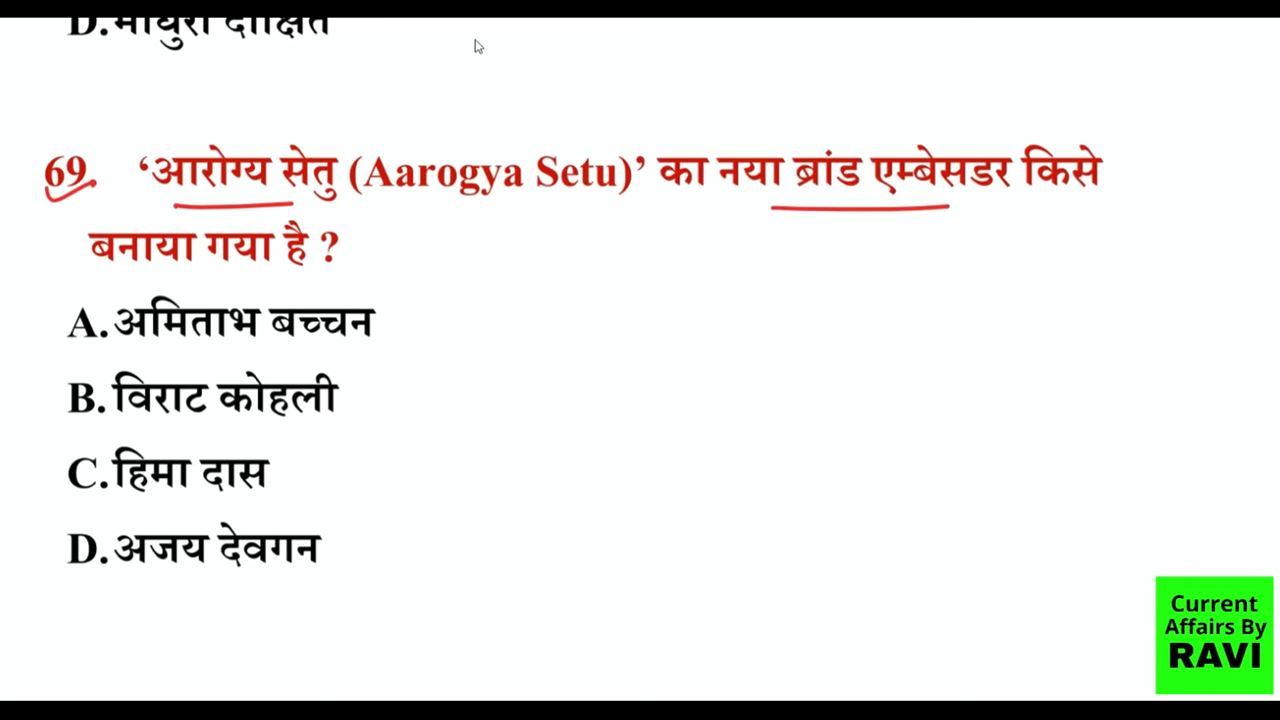 D.माधुरी दीक्षित
69. ‘आरोग्य सेतु (Aarogya Setu)’ का नया ब्रांड एम्बेसडर किसे
बनाया गया है ?
A.अमिताभ बच्चन
B.विराट कोहली
C.हिमा दास
D.अजय देवगन
Current
Affairs By
RAVI